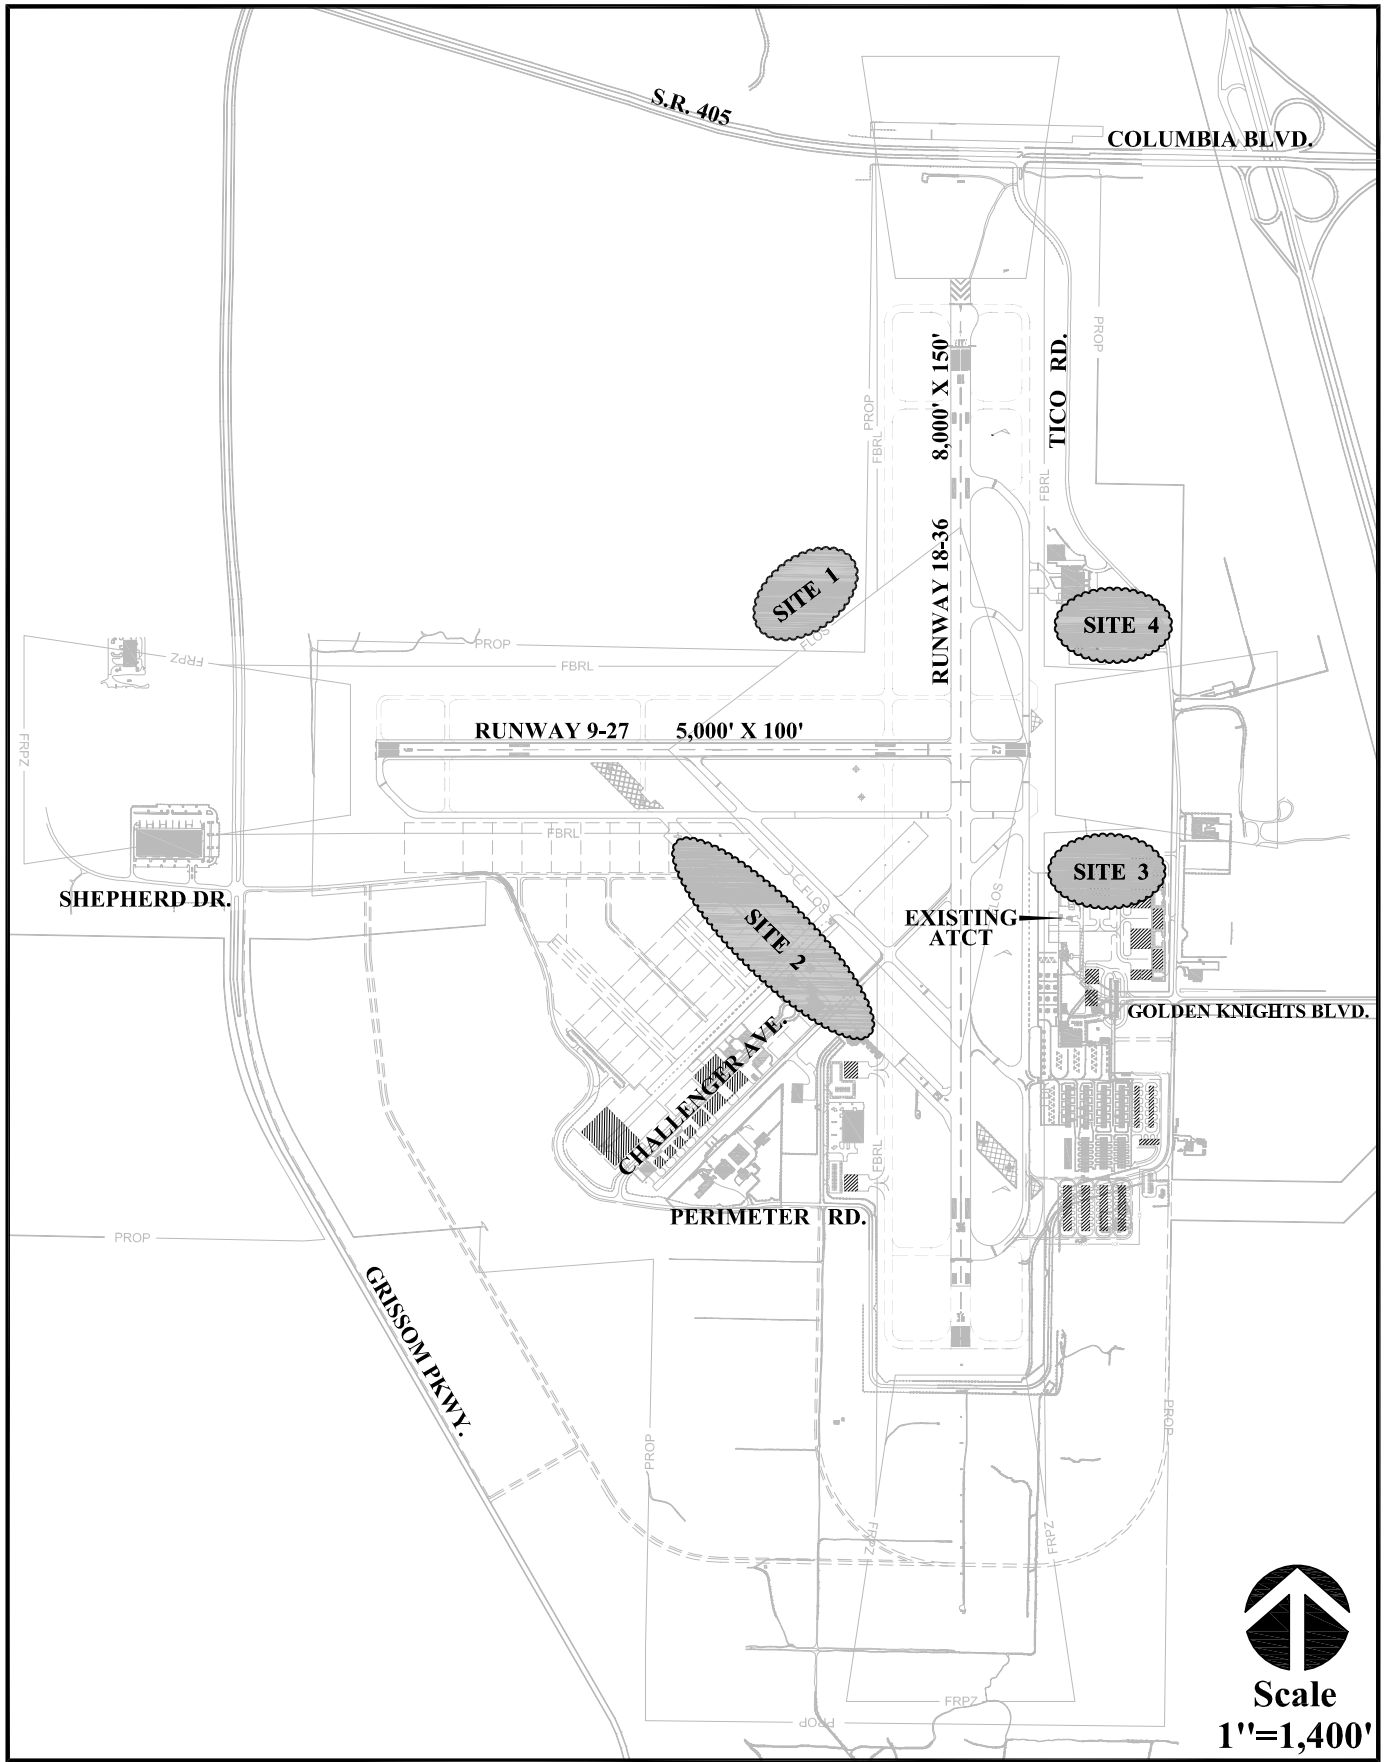 S.R. 405
COLUMBIA BLVD.
PROP
8,000' X 150'
TICO RD.
PROP
FBRL
FBRL
RUNWAY 18-36
SITE 1
FLOS
SITE 4
PROP
FRPZ
FBRL
FRPZ
RUNWAY 9-27 5,000' X 100'
27
FBRL
SITE 3
SHEPHERD DR.
FLOS
FLOS
EXISTING
ATCT
SITE 2
GOLDEN KNIGHTS BLVD.
CHALLENGER AVE.
FBRL
PERIMETER RD.
PROP
GRISSOM PKWY.
PROP
PROP
FRPZ
FRPZ
FRPZ
PROP
Scale
1"=1,400'